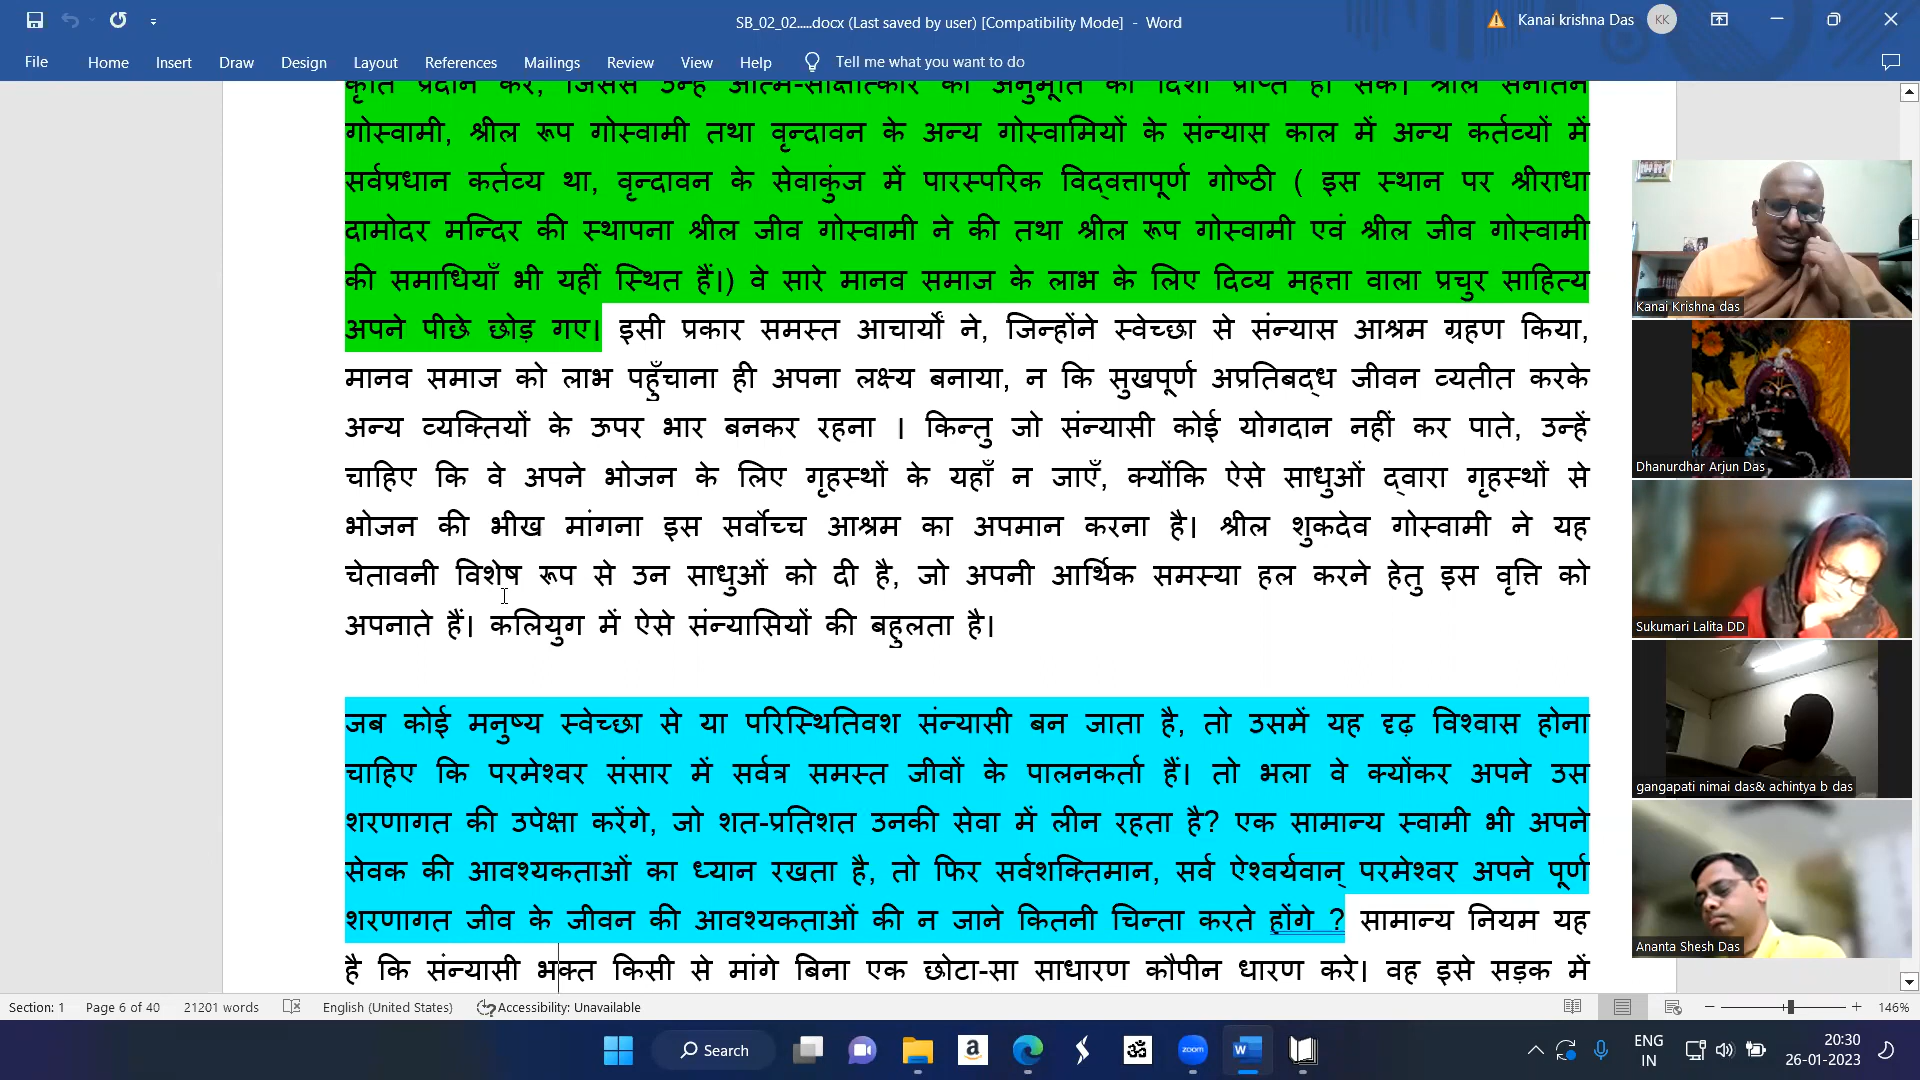 SB_02_02.....docx (Last saved by user) [Compatibility Mode] - Word
Kanai krishna Das
KK
File
Home
Insert
Draw
Design
Layout
References
Mailings
Review
View
Help
Tell me what you want to do
प्रदान करें, जिससे उन्हें आत्म-साक्षात्कार की अनुभूति की दिशा प्राप्त हो सके। श्रील सनातन
गोस्वामी, श्रील रूप गोस्वामी तथा वृन्दावन के अन्य गोस्वामियों के संन्यास काल में अन्य कर्तव्यों में
सर्वप्रधान कर्तव्य था, वृन्दावन के सेवाकुंज में पारस्परिक विद्वत्तापूर्ण गोष्ठी ( इस स्थान पर श्रीराधा
दामोदर मन्दिर की स्थापना श्रील जीव गोस्वामी ने की तथा श्रील रूप गोस्वामी एवं श्रील जीव गोस्वामी
की समाधियाँ भी यहीं स्थित हैं।) वे सारे मानव समाज के लाभ के लिए दिव्य महत्ता वाला प्रचुर साहित्य
अपने पीछे छोड़ गए। इसी प्रकार समस्त आचार्यों ने, जिन्होंने स्वेच्छा से संन्यास आश्रम ग्रहण किया,
मानव समाज को लाभ पहुँचाना ही अपना लक्ष्य बनाया, न कि सुखपूर्ण अप्रतिबद्ध जीवन व्यतीत करके
अन्य व्यक्तियों के ऊपर भार बनकर रहना । किन्तु जो संन्यासी कोई योगदान नहीं कर पाते, उन्हें
चाहिए कि वे अपने भोजन के लिए गृहस्थों के यहाँ न जाएँ, क्योंकि ऐसे साधुओं द्वारा गृहस्थों से
भोजन की भीख मांगना इस सर्वोच्च आश्रम का अपमान करना है। श्रील शुकदेव गोस्वामी ने यह
चेतावनी विशेष रूप से उन साधुओं को दी है, जो अपनी आर्थिक समस्या हल करने हेतु इस वृत्ति को
अपनाते हैं। कलियुग में ऐसे संन्यासियों की बहुलता है।
जब कोई मनुष्य स्वेच्छा से या परिस्थितिवश संन्यासी बन जाता है, तो उसमें यह दृढ़ विश्वास होना
चाहिए कि परमेश्वर संसार में सर्वत्र समस्त जीवों के पालनकर्ता हैं। तो भला वे क्योंकर अपने उस
शरणागत की उपेक्षा करेंगे, जो शत-प्रतिशत उनकी सेवा में लीन रहता है? एक सामान्य स्वामी भी अपने
सेवक की आवश्यकताओं का ध्यान रखता है, तो फिर सर्वशक्तिमान, सर्व ऐश्वर्यवान् परमेश्वर अपने पूर्ण
शरणागत जीव के जीवन की आवश्यकताओं की न जाने कितनी चिन्ता करते होंगे ? सामान्य नियम यह
है कि संन्यासी भक्त किसी से मांगे बिना एक छोटा-सा साधारण कौपीन धारण करे। वह इसे सड़क में
Kanai Krishna das
Dhanurdhar Arjun Das
Sukumari Lalita DD
gangapati nimai das& achintya b das
Ananta Shesh Das
Section: 1
Page 6 of 40
21201 words
English (United States)
Accessibility: Unavailable
146%
Search
a
ॐ
zoom
W
ENG
IN
20:30
26-01-2023